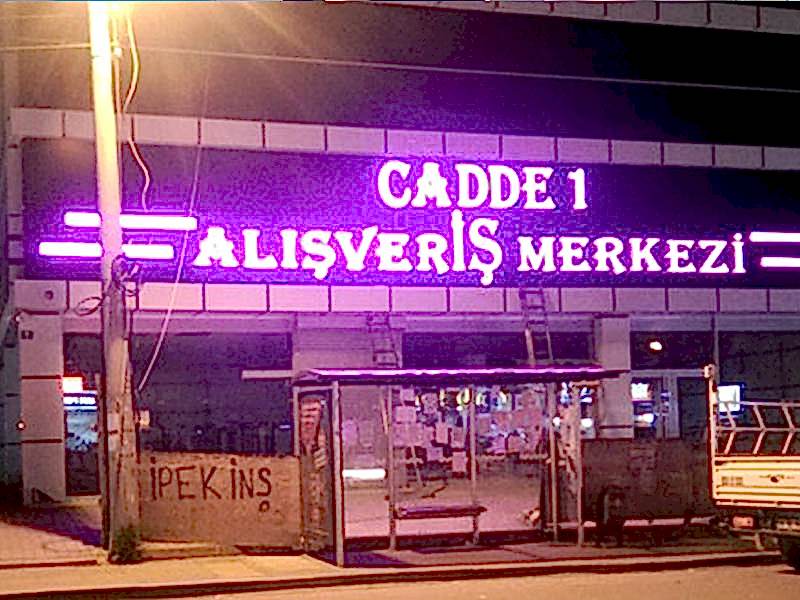 CADDE 1
ALIŞVERİŞ MERKEZİ
İPEK İNŞ